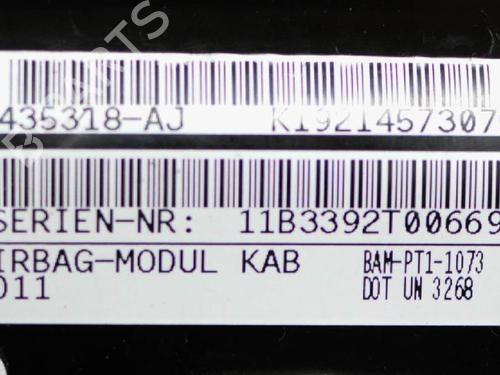 435318-AJ K1921457307
SERIEN-NR: 11B3392T00669
IRBAG-MODUL KAB BAM-PT1-1073
011 DOT UN 3268